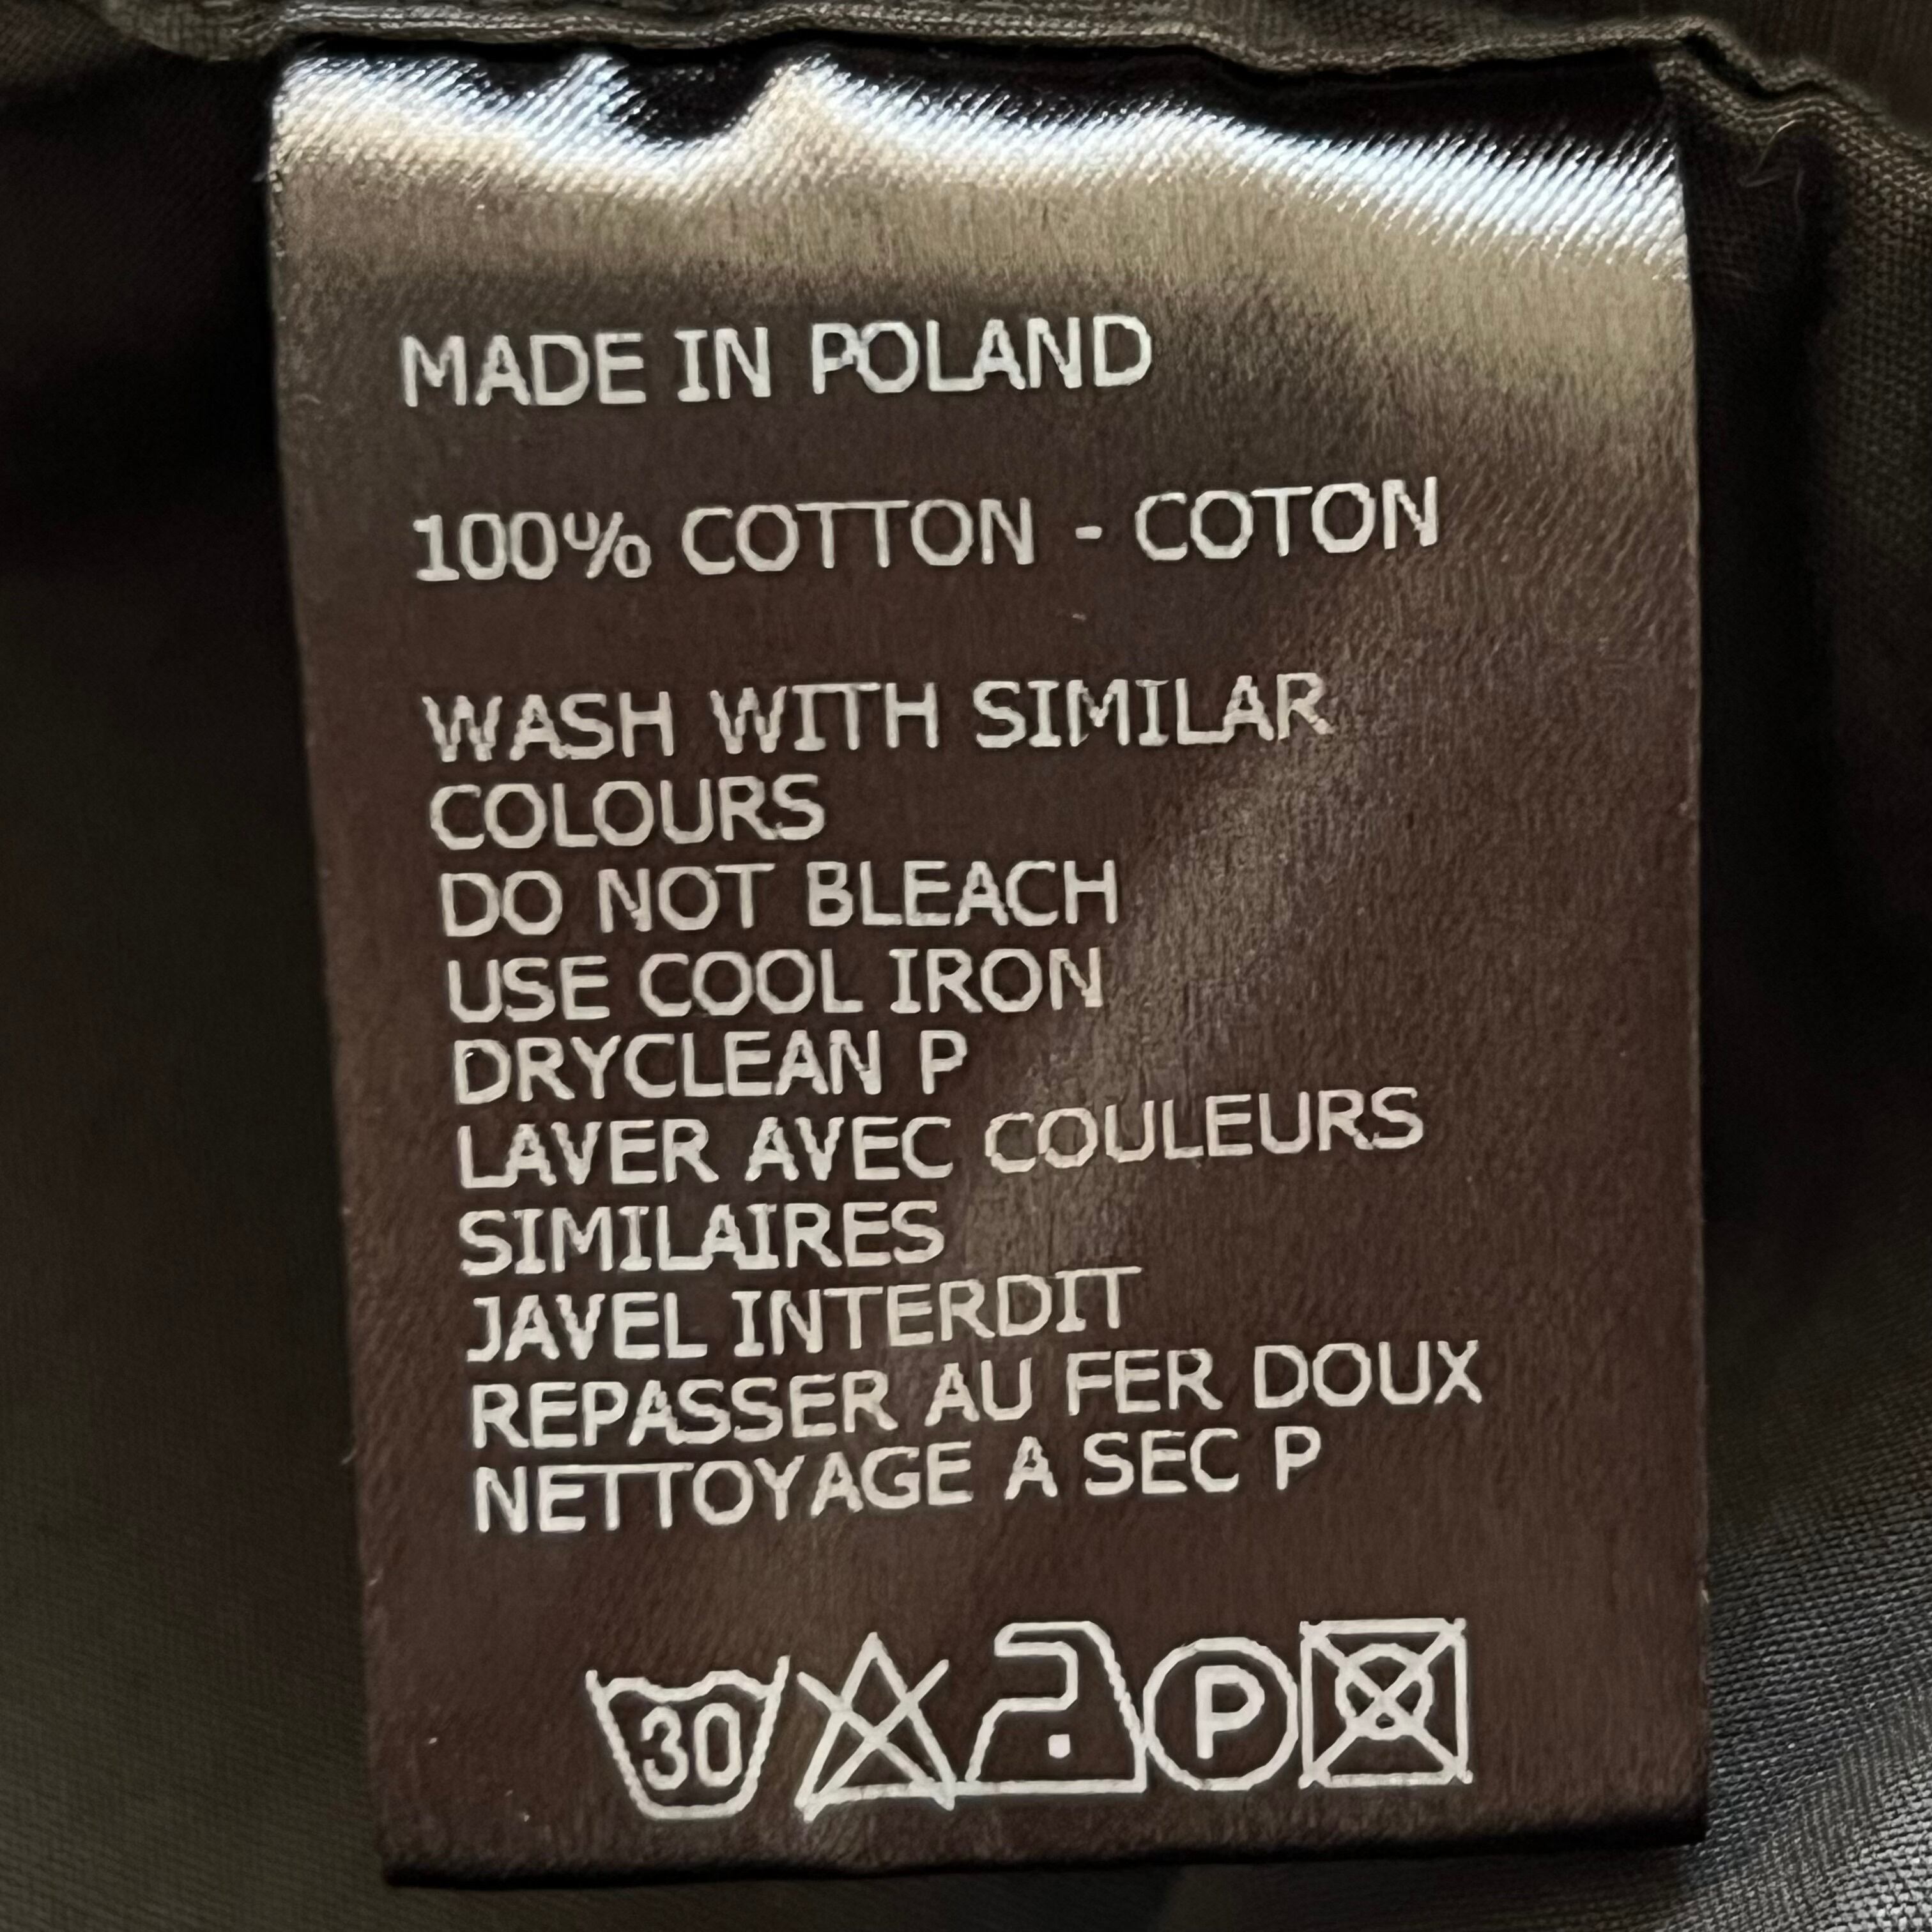 MADE IN POLAND
100% COTTON - COTON
WASH WITH SIMILAR
COLOURS
DO NOT BLEACH
USE COOL IRON
DRYCLEAN P
LAVER AVEC COULEURS
SIMILAIRES
JAVEL INTERDIT
REPASSER AU FER DOUX
NETTOYAGE A SEC P
30 P